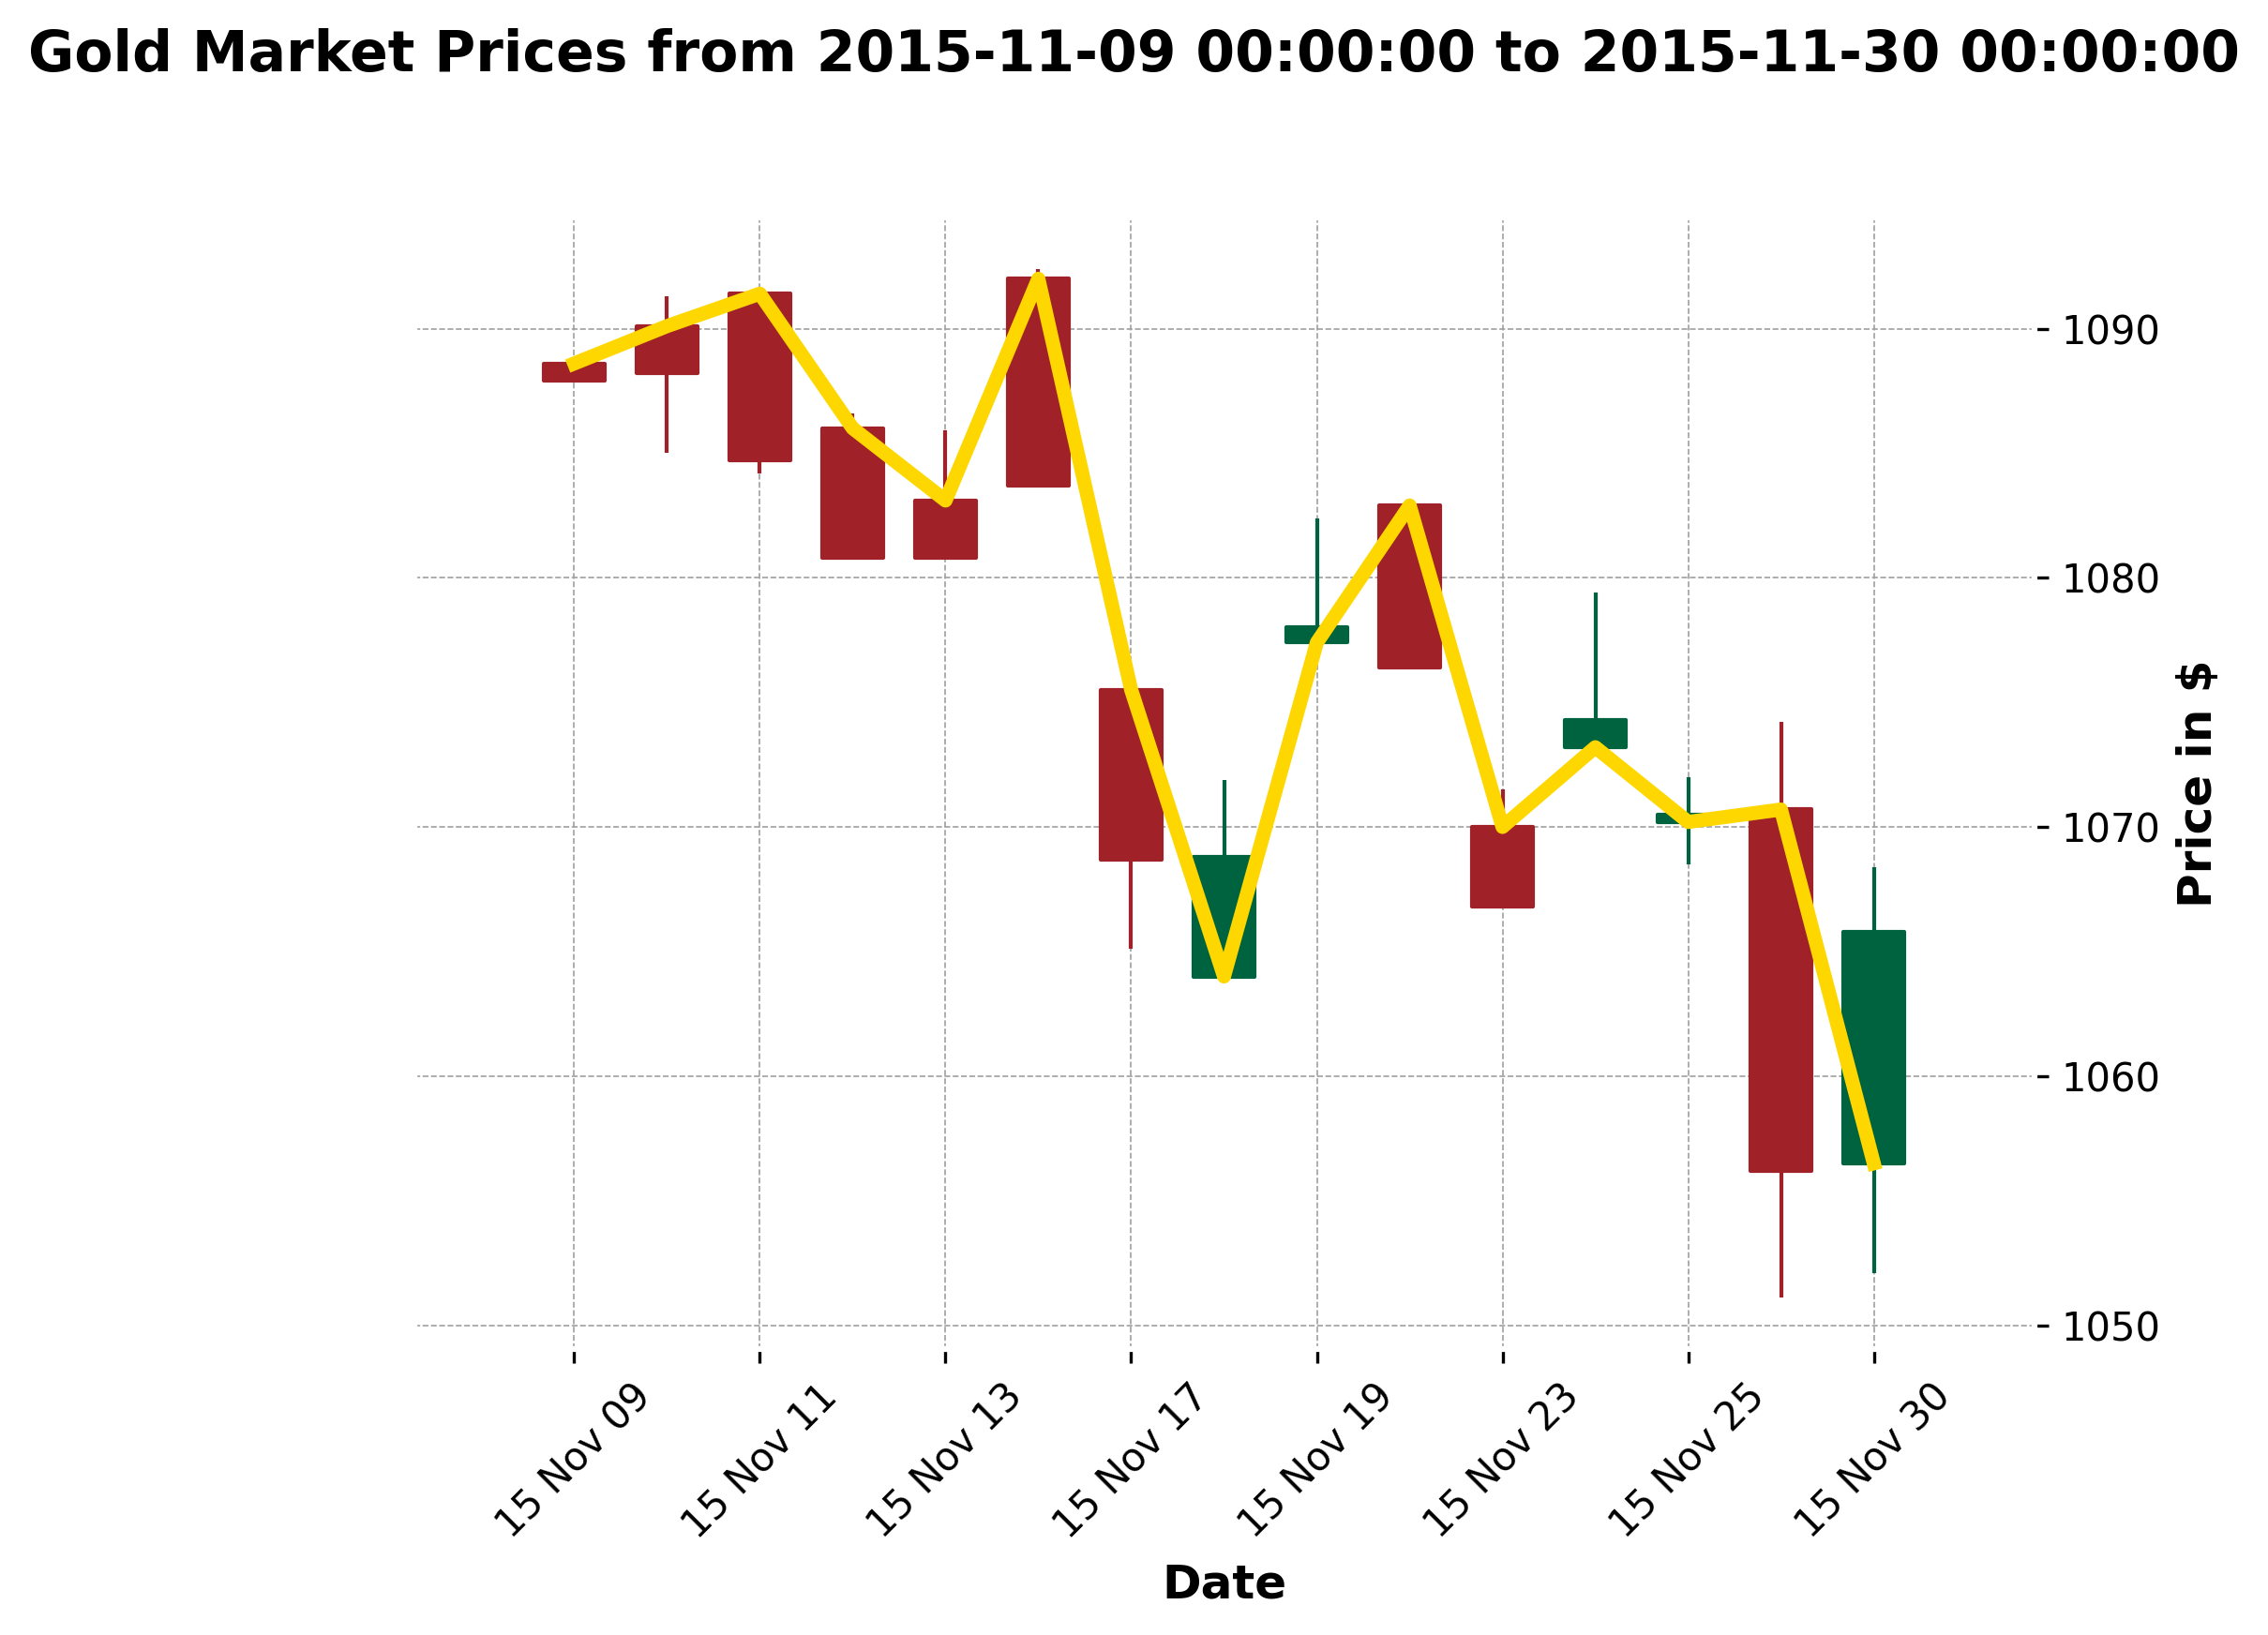 Gold Market Prices from 2015-11-09 00:00:00 to 2015-11-30 00:00:00
1090
1080
1070
1060
1050
Price in $
15 Nov 09
15 Nov 11
15 Nov 13
15 Nov 17
15 Nov 19
15 Nov 23
15 Nov 25
15 Nov 30
Date